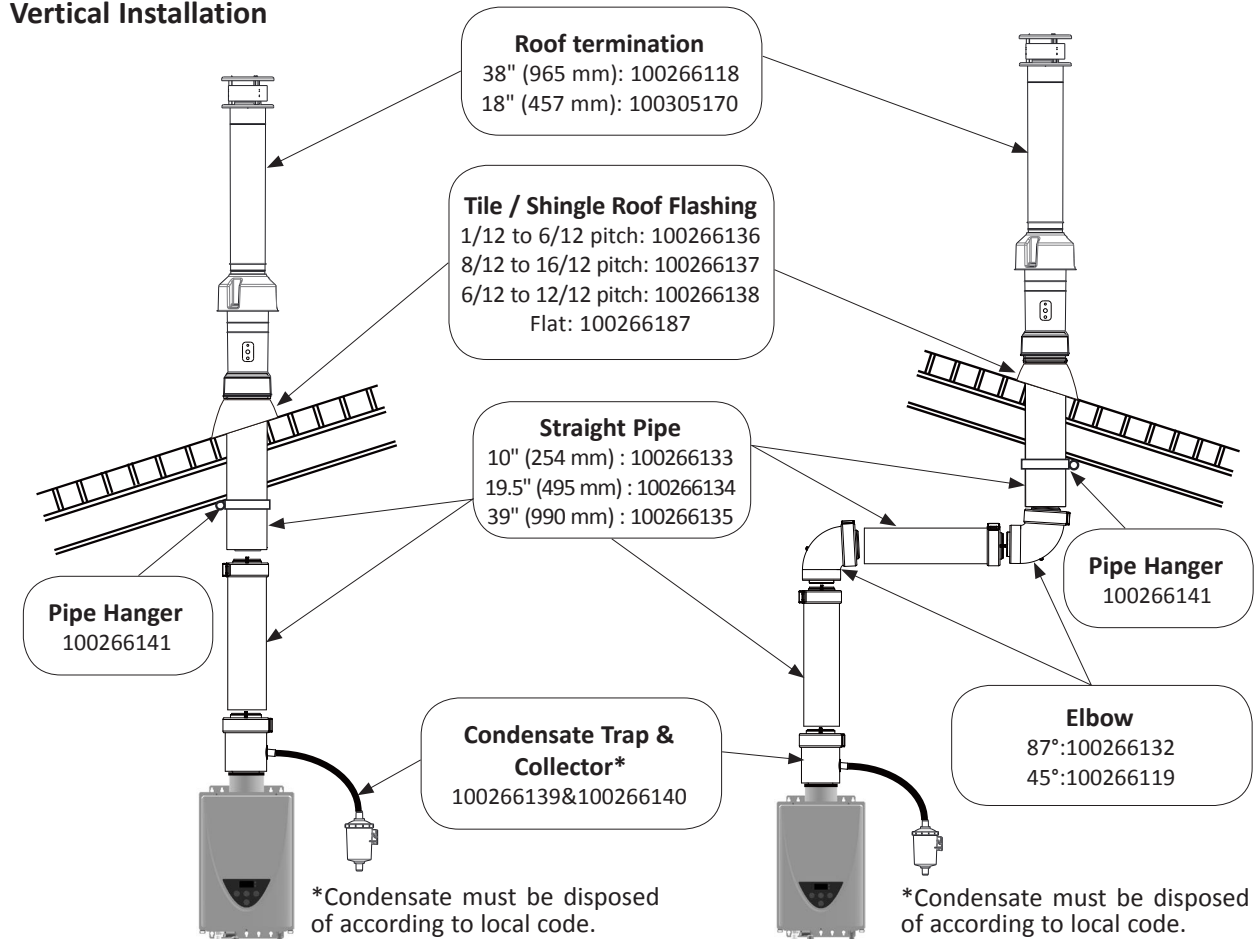 Vertical Installation
Roof termination
38" (965 mm): 100266118
18" (457 mm): 100305170
Tile / Shingle Roof Flashing
1/12 to 6/12 pitch: 100266136
8/12 to 16/12 pitch: 100266137
6/12 to 12/12 pitch: 100266138
Flat: 100266187
Straight Pipe
10" (254 mm) : 100266133
19.5" (495 mm) : 100266134
39" (990 mm) : 100266135
Pipe Hanger
100266141
Pipe Hanger
100266141
Condensate Trap &
Collector*
100266139&100266140
Elbow
87°:100266132
45°:100266119
*Condensate must be disposed
of according to local code.
*Condensate must be disposed
of according to local code.